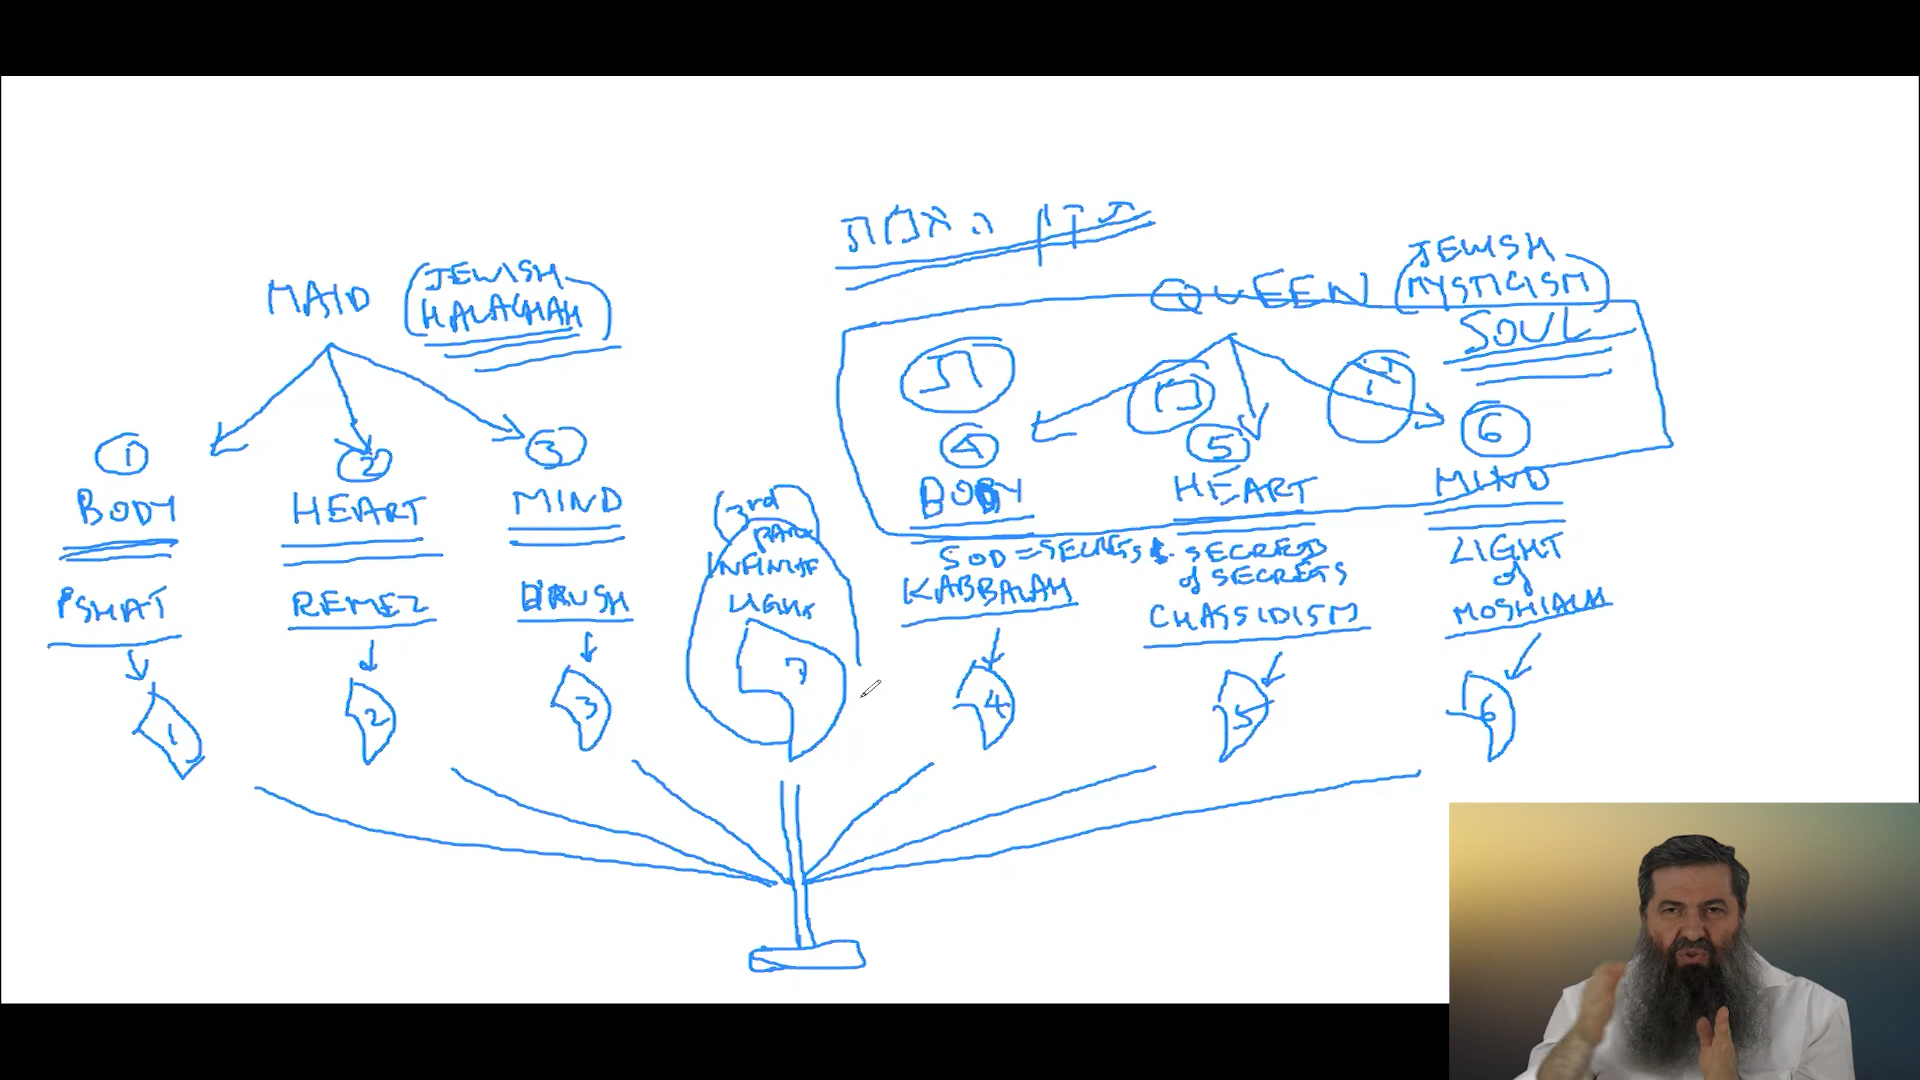 MAID
JEWISH
HALACHAH
1
BODY
PSHAT
1
2
HEART
REMEZ
2
3
MIND
DRUSH
3
3rd
PART
INFINITE
LIGHT
7
האמת
QUEEN
JEWISH
MYSTICISM
SOUL
ת
4
BODY
SOD = SECRETS
KABBALAH
4
5
HEART
SECRETS
of SECRETS
CHASSIDISM
5
6
MIND
LIGHT
of
MOSHIACH
6